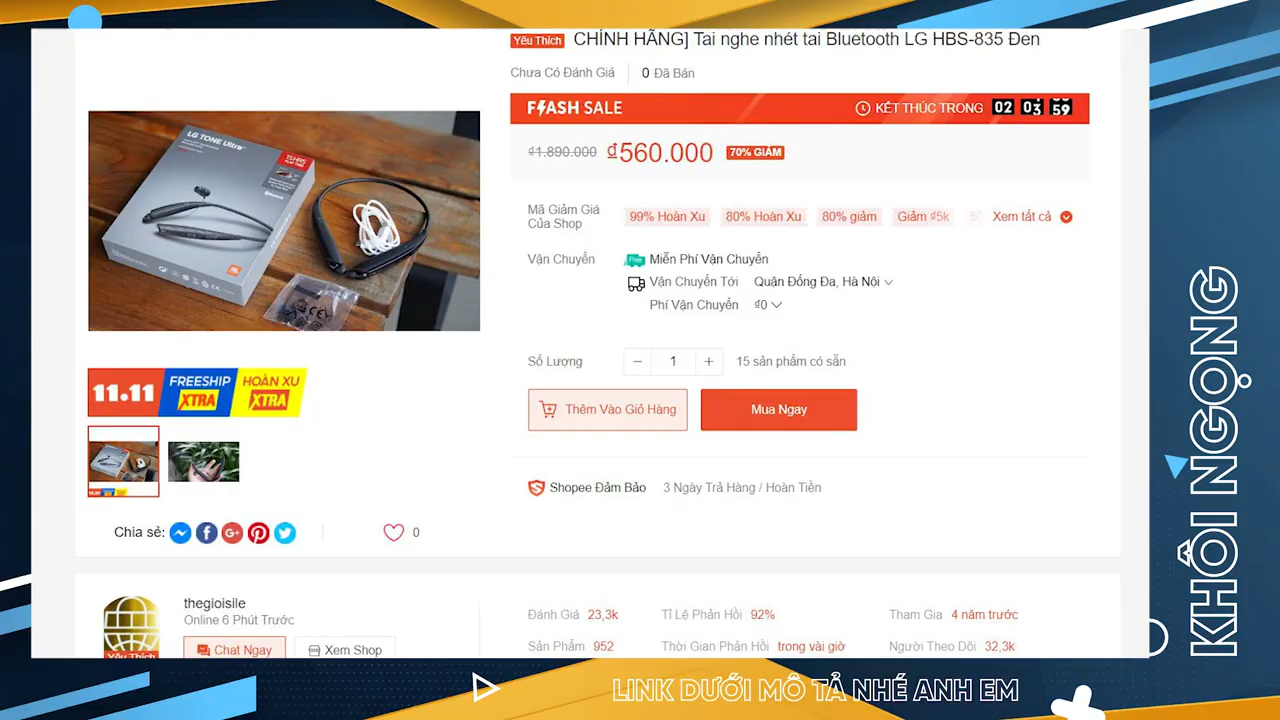 Yêu Thích CHÍNH HÃNG] Tai nghe nhét tai Bluetooth LG HBS-835 Đen
Chưa Có Đánh Giá 0 Đã Bán
FLASH SALE KẾT THÚC TRONG 02 03 59
₫1.890.000 ₫560.000 70% GIẢM
LG TONE Ultra
Mã Giảm Giá
Của Shop
99% Hoàn Xu 80% Hoàn Xu 80% giảm Giảm ₫5k 50 Xem tất cả
Vận Chuyển Free Miễn Phí Vận Chuyển
Vận Chuyển Tới Quận Đống Đa, Hà Nội
Phí Vận Chuyển ₫0
Số Lượng − 1 + 15 sản phẩm có sẵn
Thêm Vào Giỏ Hàng Mua Ngay
11.11 FREESHIP XTRA HOÀN XU XTRA
Shopee Đảm Bảo 3 Ngày Trả Hàng / Hoàn Tiền
Chia sẻ: 0
thegioisile
Online 6 Phút Trước
Yêu Thích
Chat Ngay Xem Shop
Đánh Giá 23,3k Tỉ Lệ Phản Hồi 92% Tham Gia 4 năm trước
Sản Phẩm 952 Thời Gian Phản Hồi trong vài giờ Người Theo Dõi 32,3k
KHÔI NGỌNG
LINK DƯỚI MÔ TẢ NHÉ ANH EM